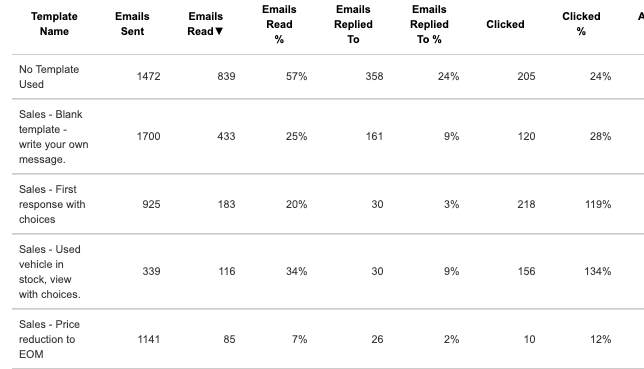 Template Name Emails Sent Emails Read▼ Emails Read % Emails Replied To Emails Replied To % Clicked Clicked % A
No Template Used 1472 839 57% 358 24% 205 24%
Sales - Blank template - write your own message. 1700 433 25% 161 9% 120 28%
Sales - First response with choices 925 183 20% 30 3% 218 119%
Sales - Used vehicle in stock, view with choices. 339 116 34% 30 9% 156 134%
Sales - Price reduction to EOM 1141 85 7% 26 2% 10 12%